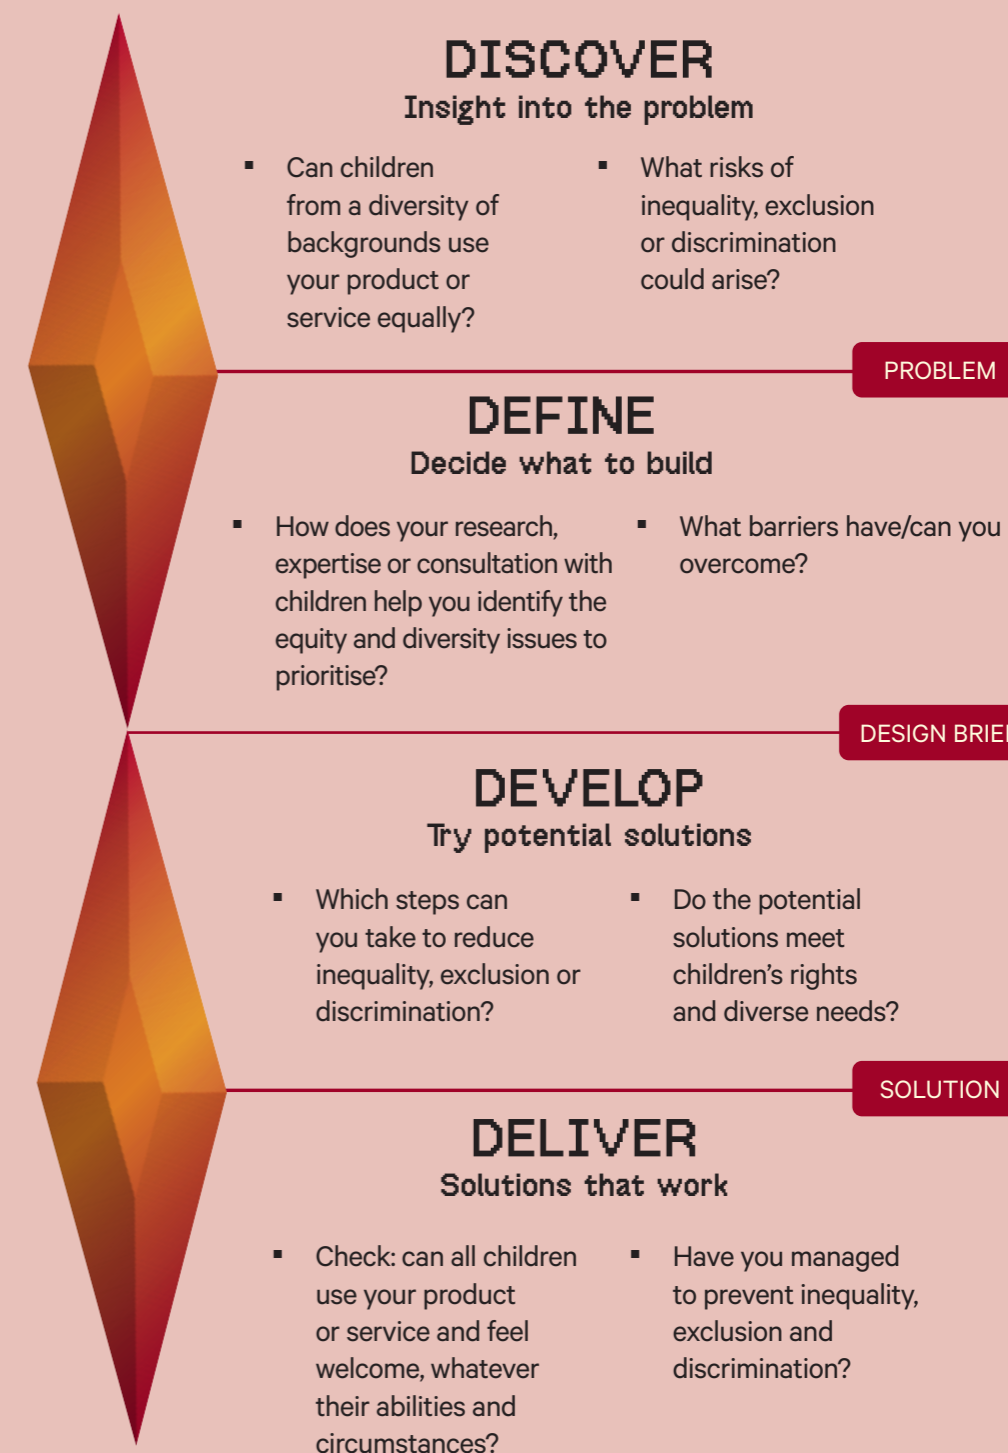 DISCOVER
Insight into the problem
▪ Can children
from a diversity of
backgrounds use
your product or
service equally?
▪ What risks of
inequality, exclusion
or discrimination
could arise?
PROBLEM
DEFINE
Decide what to build
▪ How does your research,
expertise or consultation with
children help you identify the
equity and diversity issues to
prioritise?
▪ What barriers have/can you
overcome?
DESIGN BRIEF
DEVELOP
Try potential solutions
▪ Which steps can
you take to reduce
inequality, exclusion or
discrimination?
▪ Do the potential
solutions meet
children’s rights
and diverse needs?
SOLUTION
DELIVER
Solutions that work
▪ Check: can all children
use your product
or service and feel
welcome, whatever
their abilities and
circumstances?
▪ Have you managed
to prevent inequality,
exclusion and
discrimination?